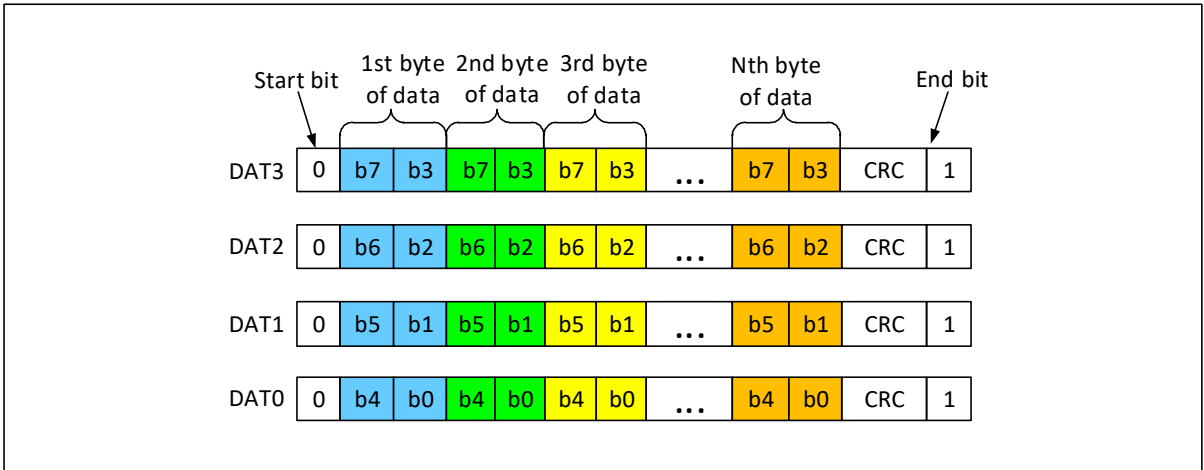 Start bit
1st byte
of data
2nd byte
of data
3rd byte
of data
Nth byte
of data
End bit
DAT3 0 b7 b3 b7 b3 b7 b3 ... b7 b3 CRC 1
DAT2 0 b6 b2 b6 b2 b6 b2 ... b6 b2 CRC 1
DAT1 0 b5 b1 b5 b1 b5 b1 ... b5 b1 CRC 1
DAT0 0 b4 b0 b4 b0 b4 b0 ... b4 b0 CRC 1